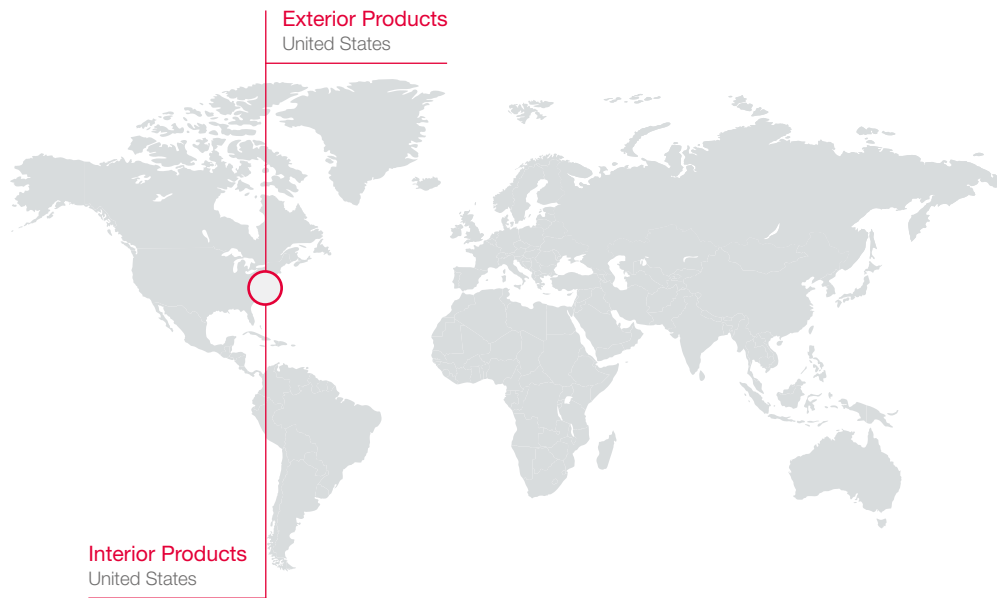 Exterior Products
United States
Interior Products
United States